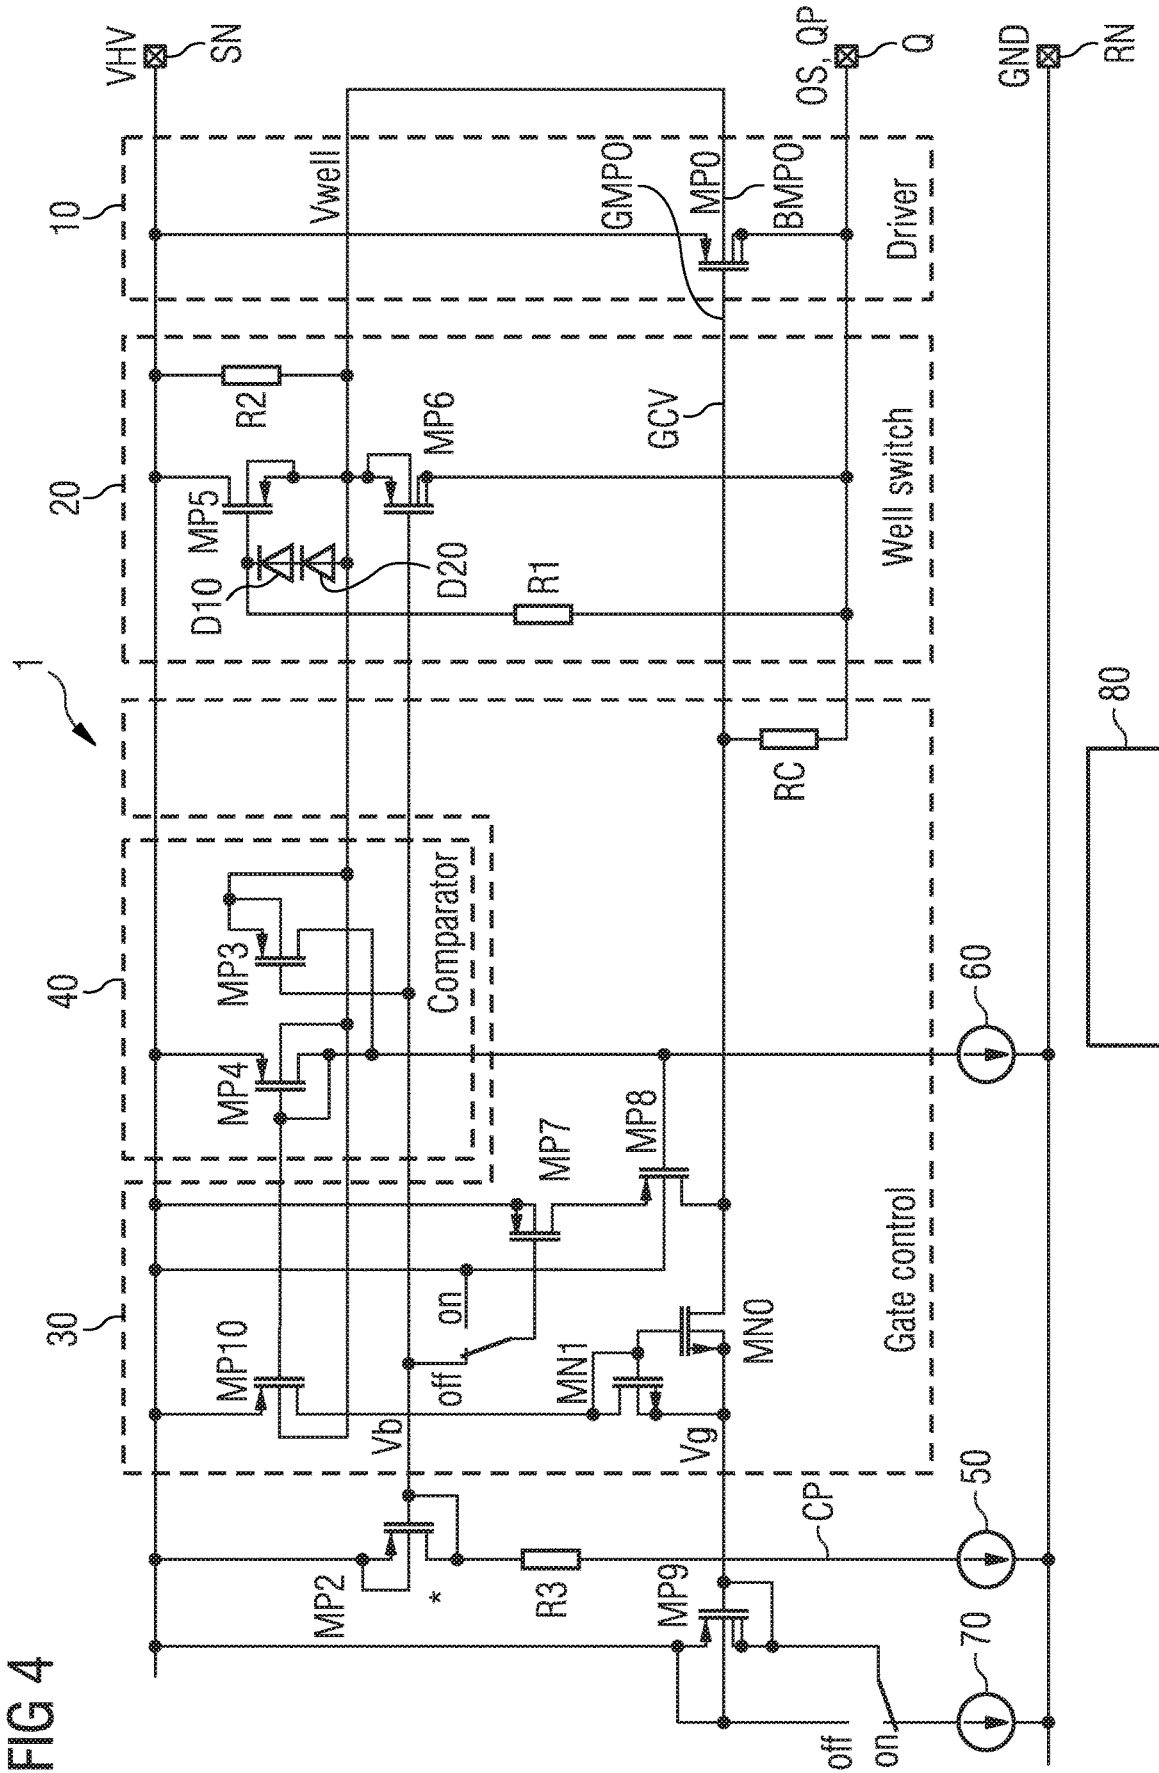 FIG 4
1
10
20
30
40
VHV
SN
Vwell
GMP0
MP0
BMP0
Driver
OS, QP
Q
GND
RN
R2
MP5
MP6
D10
D20
R1
GCV
Well switch
RC
80
MP3
MP4
Comparator
60
MP7
MP8
MP10
on
off
MN1
MN0
Vb
Vg
Gate control
MP2
*
R3
CP
50
MP9
70
off
on